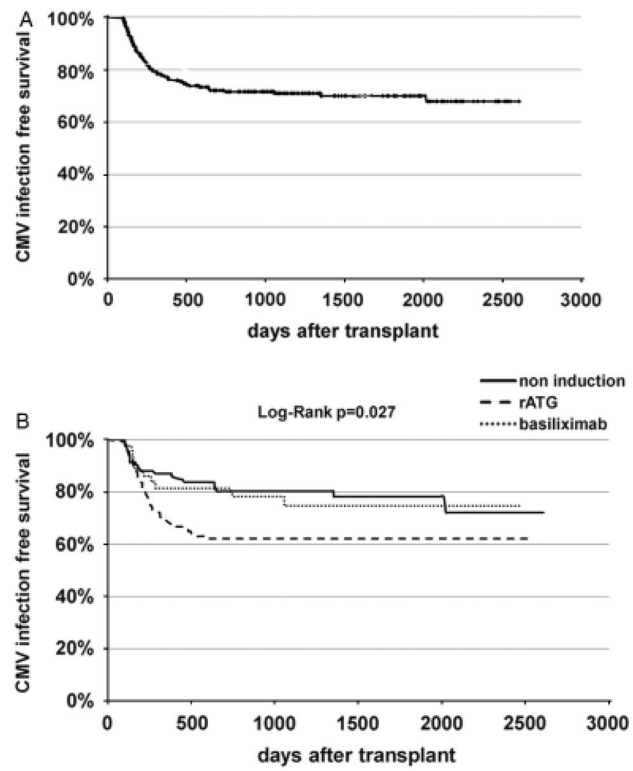 A
CMV infection free survival
100%
80%
60%
40%
20%
0%
0 500 1000 1500 2000 2500 3000
days after transplant
non induction
rATG
basiliximab
Log-Rank p=0.027
B
CMV infection free survival
100%
80%
60%
40%
20%
0%
0 500 1000 1500 2000 2500 3000
days after transplant